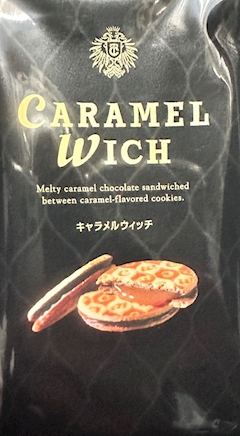 CARAMEL
WICH
Melty caramel chocolate sandwiched
between caramel-flavored cookies.
キャラメルウィッチ